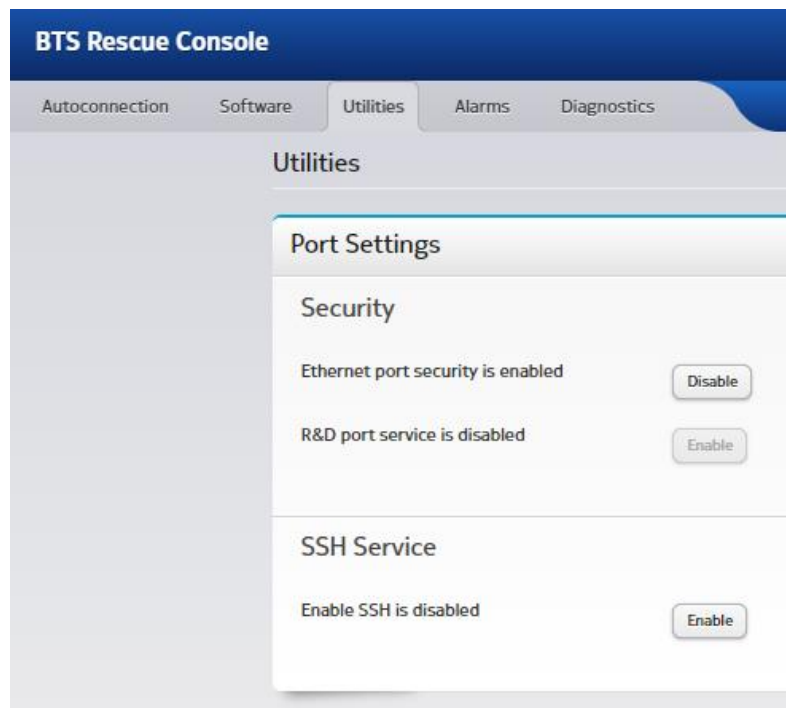 BTS Rescue Console
Autoconnection Software Utilities Alarms Diagnostics
Utilities
Port Settings
Security
Ethernet port security is enabled Disable
R&D port service is disabled Enable
SSH Service
Enable SSH is disabled Enable